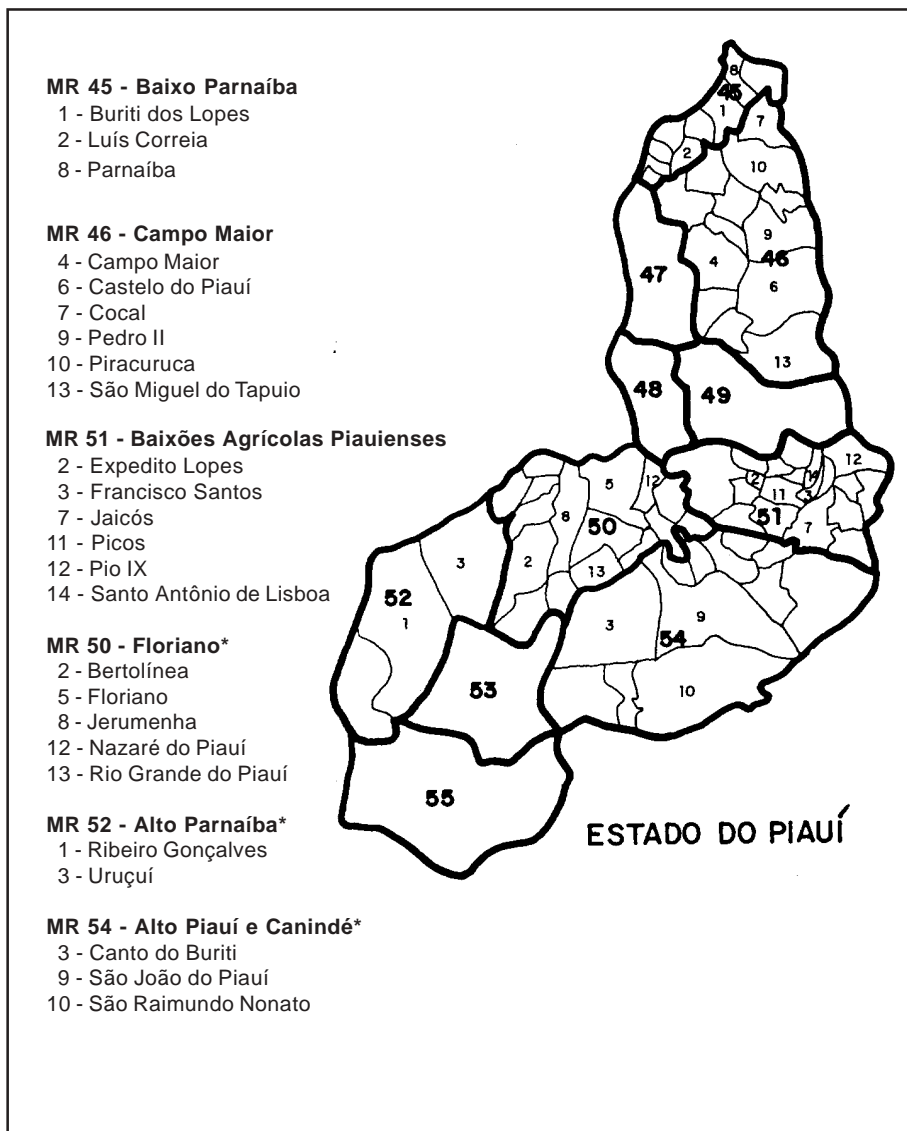 MR 45 - Baixo Parnaíba
1 - Buriti dos Lopes
2 - Luís Correia
8 - Parnaíba
MR 46 - Campo Maior
4 - Campo Maior
6 - Castelo do Piauí
7 - Cocal
9 - Pedro II
10 - Piracuruca
13 - São Miguel do Tapuio
MR 51 - Baixões Agrícolas Piauienses
2 - Expedito Lopes
3 - Francisco Santos
7 - Jaicós
11 - Picos
12 - Pio IX
14 - Santo Antônio de Lisboa
MR 50 - Floriano*
2 - Bertolínea
5 - Floriano
8 - Jerumenha
12 - Nazaré do Piauí
13 - Rio Grande do Piauí
MR 52 - Alto Parnaíba*
1 - Ribeiro Gonçalves
3 - Uruçuí
MR 54 - Alto Piauí e Canindé*
3 - Canto do Buriti
9 - São João do Piauí
10 - São Raimundo Nonato
8
45
1
7
2
10
9
46
4
47
6
13
48
49
5
12
8
50
2
13
12
14
2
11
3
51
7
3
52
1
3
9
54
10
53
55
ESTADO DO PIAUÍ